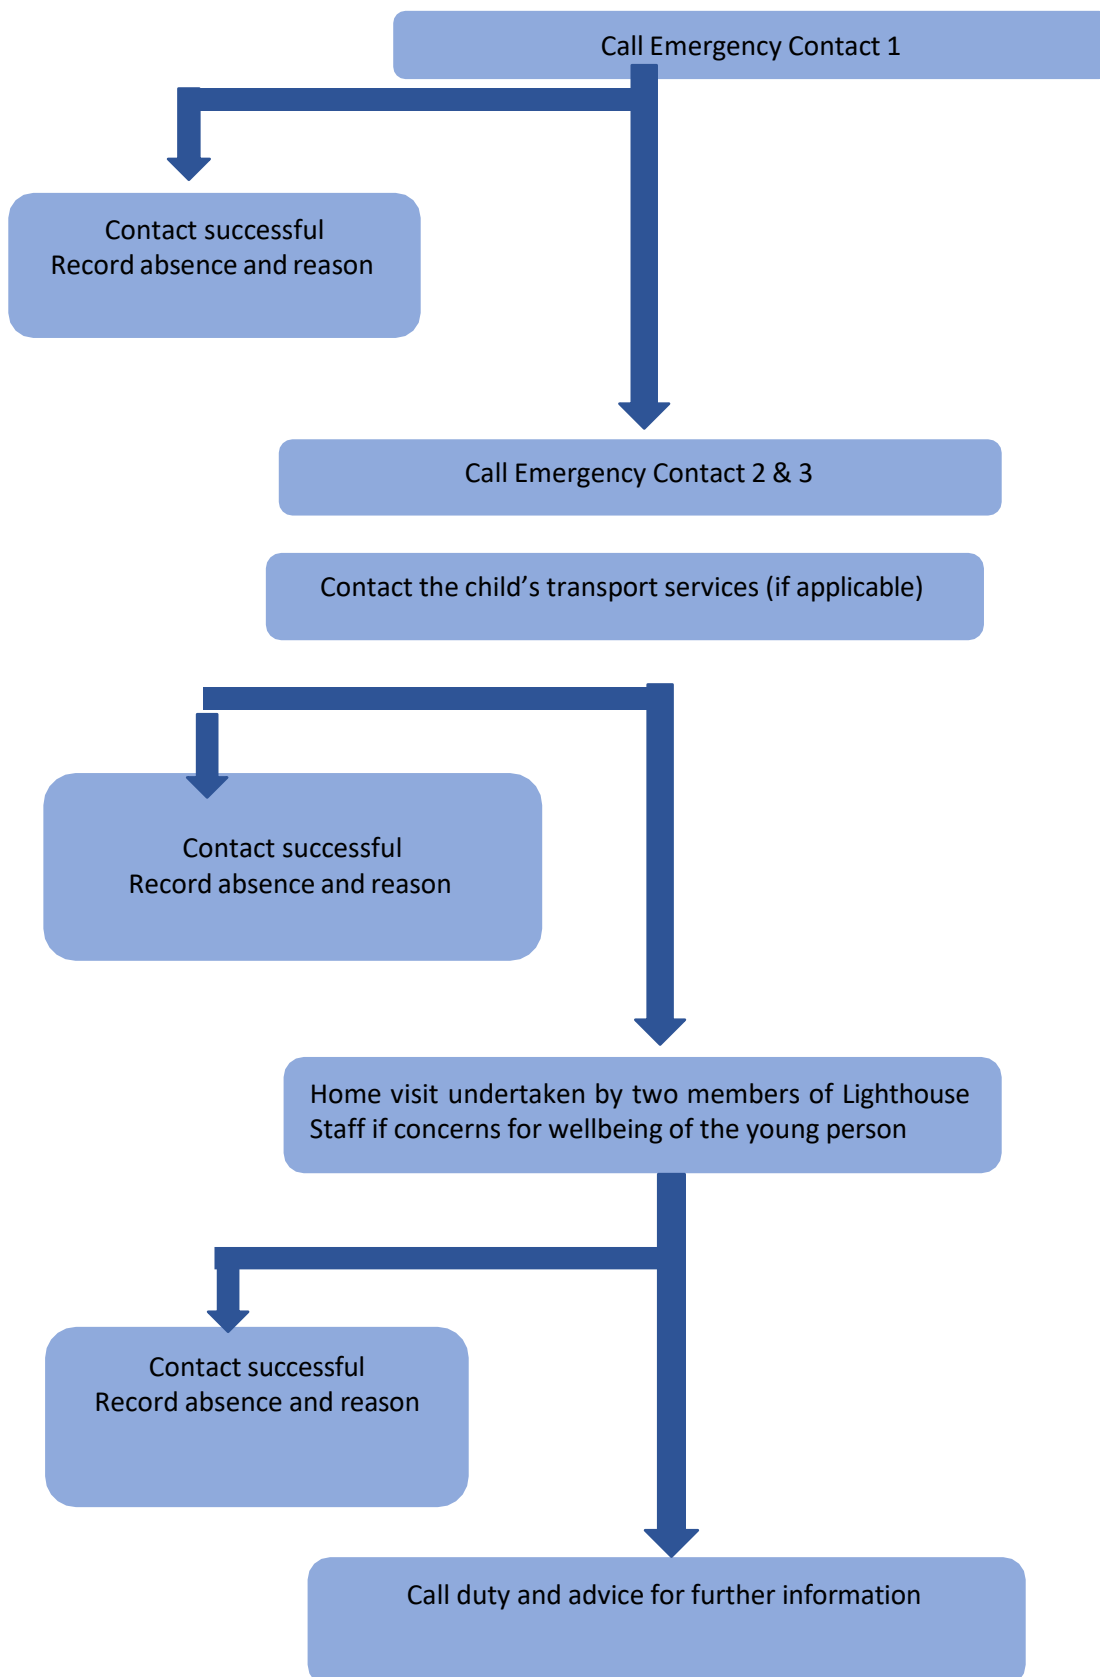 Call Emergency Contact 1
Contact successful
Record absence and reason
Call Emergency Contact 2 & 3
Contact the child’s transport services (if applicable)
Contact successful
Record absence and reason
Home visit undertaken by two members of Lighthouse
Staff if concerns for wellbeing of the young person
Contact successful
Record absence and reason
Call duty and advice for further information